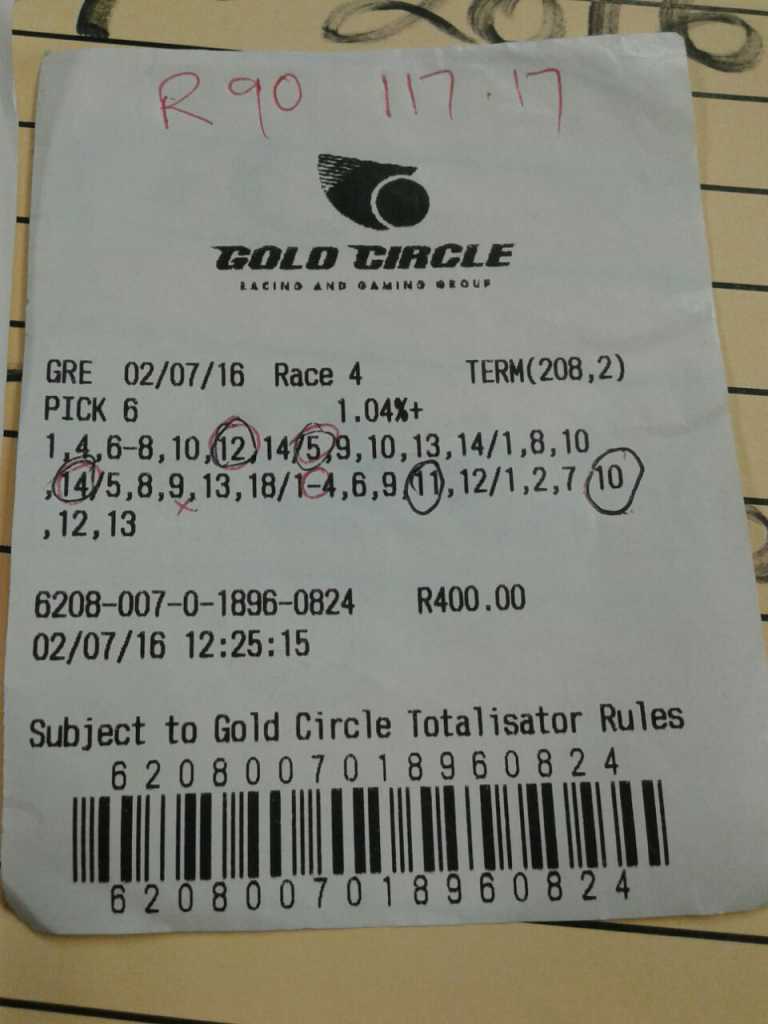 2016
R 90 117.17
GOLD CIRCLE
RACING AND GAMING GROUP
GRE 02/07/16 Race 4 TERM(208,2)
PICK 6 1.04%+
1,4,6-8,10,12,14/5,9,10,13,14/1,8,10
,14/5,8,9,13,18/1-4,6,9,11,12/1,2,7,10
,12,13
6208-007-0-1896-0824 R400.00
02/07/16 12:25:15
Subject to Gold Circle Totalisator Rules
6208007018960824
6208007018960824